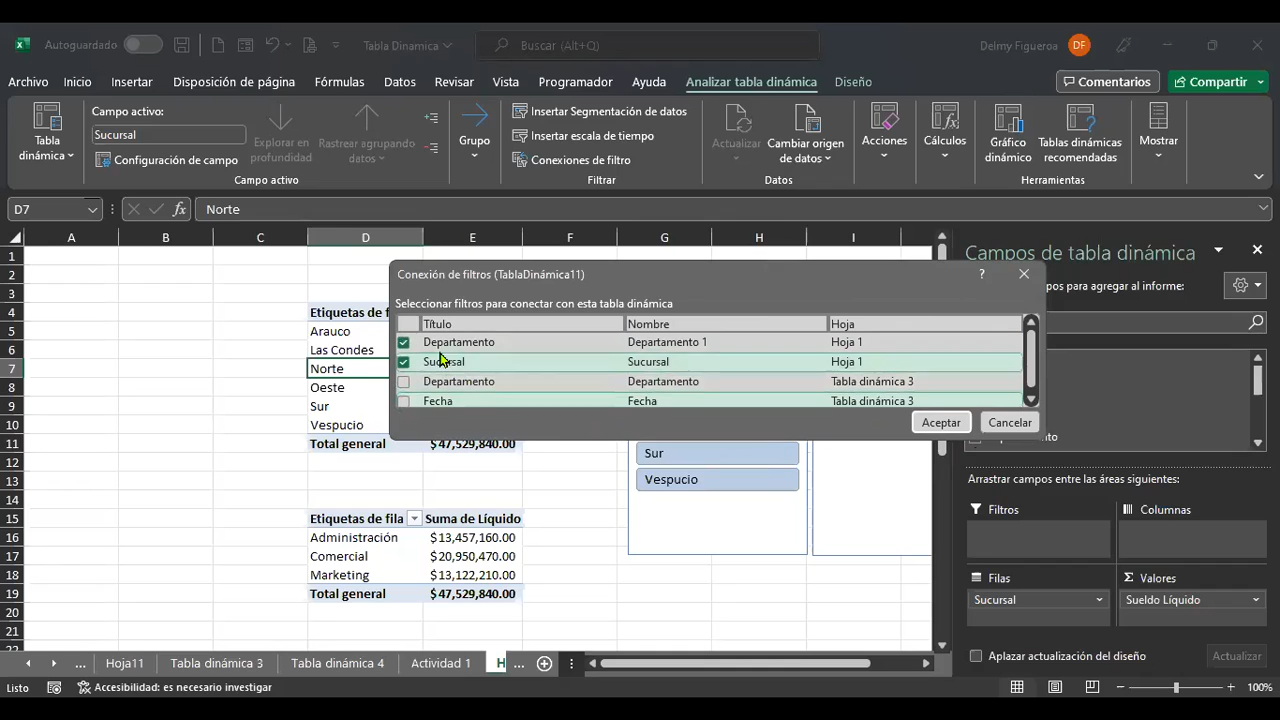 Autoguardado
Tabla Dinamica
Buscar (Alt+Q)
Delmy Figueroa DF
Archivo Inicio Insertar Disposición de página Fórmulas Datos Revisar Vista Programador Ayuda Analizar tabla dinámica Diseño Comentarios Compartir
Tabla dinámica
Campo activo:
Sucursal
Configuración de campo
Explorar en profundidad
Rastrear agrupando datos
Campo activo
Grupo
Insertar Segmentación de datos
Insertar escala de tiempo
Conexiones de filtro
Filtrar
Actualizar
Cambiar origen de datos
Datos
Acciones
Cálculos
Gráfico dinámico
Tablas dinámicas recomendadas
Herramientas
Mostrar
D7 fx Norte
A B C D E F G H I
1
2
3
4 Etiquetas de f
5 Arauco
6 Las Condes
7 Norte
8 Oeste
9 Sur
10 Vespucio
11 Total general $47,529,840.00
12
13
14
15 Etiquetas de fila Suma de Líquido
16 Administración $13,457,160.00
17 Comercial $20,950,470.00
18 Marketing $13,122,210.00
19 Total general $47,529,840.00
20
21
Conexión de filtros (TablaDinámica11) ?
Seleccionar filtros para conectar con esta tabla dinámica
Título Nombre Hoja
Departamento Departamento 1 Hoja 1
Sucursal Sucursal Hoja 1
Departamento Departamento Tabla dinámica 3
Fecha Fecha Tabla dinámica 3
Aceptar Cancelar
Sur
Vespucio
Campos de tabla dinámica
pos para agregar al informe:
Arrastrar campos entre las áreas siguientes:
Filtros
Columnas
Filas
Σ Valores
Sucursal
Sueldo Líquido
Aplazar actualización del diseño
Actualizar
... Hoja11 Tabla dinámica 3 Tabla dinámica 4 Actividad 1 H ...
Listo
Accesibilidad: es necesario investigar
100%